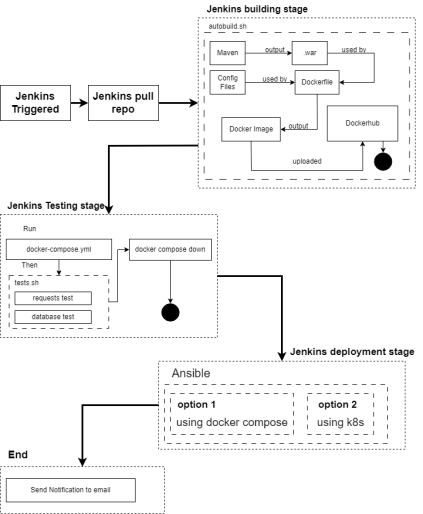 Jenkins building stage
autobuild.sh
Maven
output
.war
used by
Config
Files
used by
Dockerfile
Jenkins
Triggered
Jenkins pull
repo
Docker Image
output
Dockerhub
uploaded
Jenkins Testing stage
Run
docker-compose.yml
docker compose down
Then
tests.sh
requests test
database test
Jenkins deployment stage
Ansible
option 1
using docker compose
option 2
using k8s
End
Send Notification to email